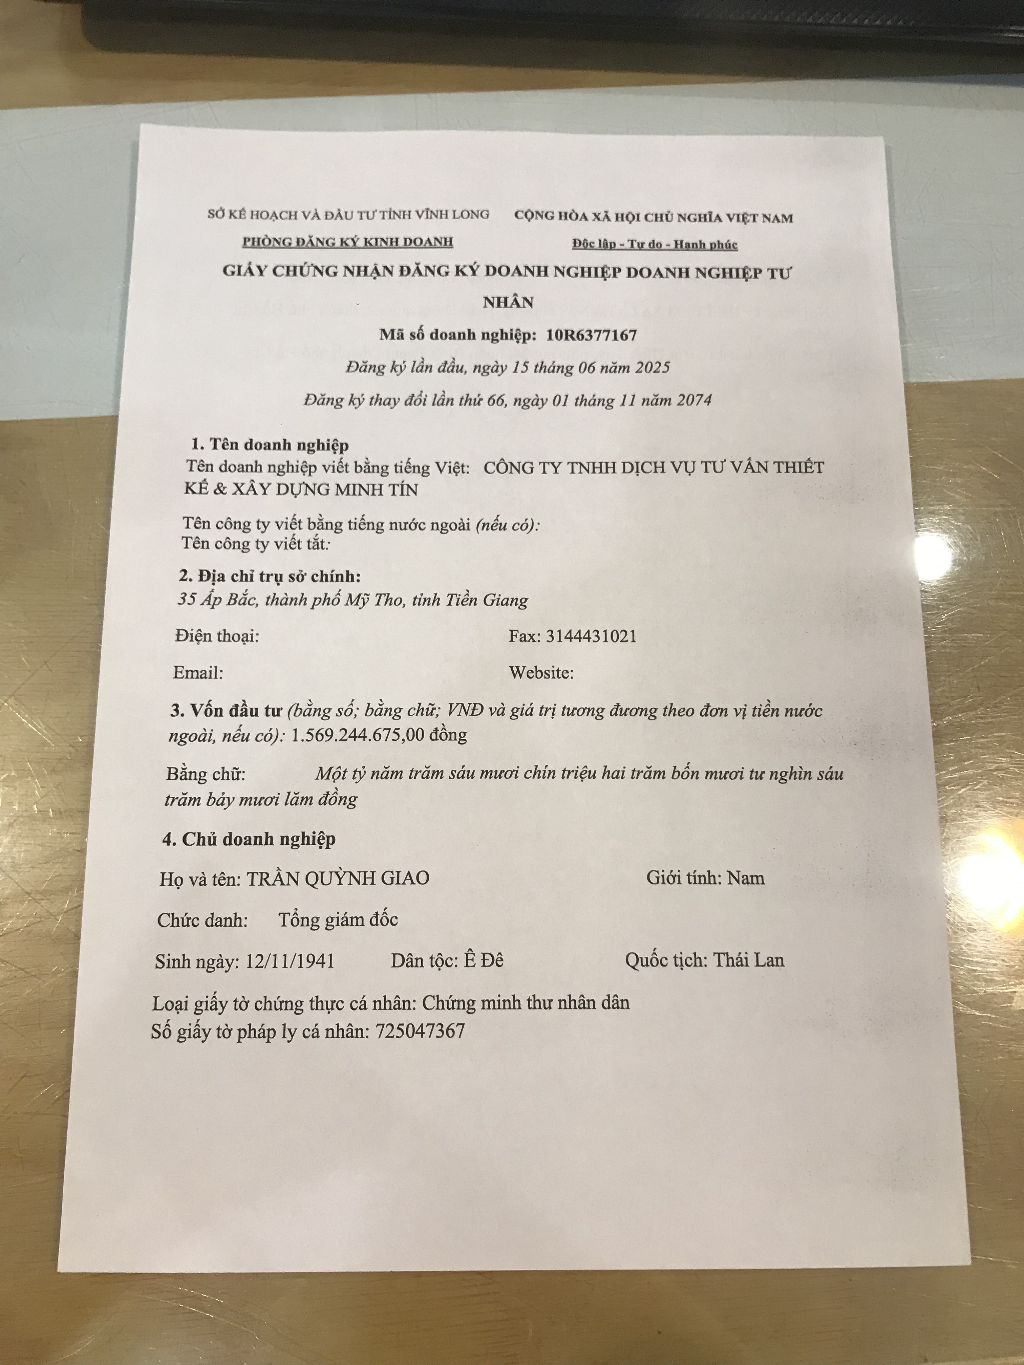 SỞ KẾ HOẠCH VÀ ĐẦU TƯ TỈNH VĨNH LONG CỘNG HÒA XÃ HỘI CHỦ NGHĨA VIỆT NAM
PHÒNG ĐĂNG KÝ KINH DOANH Độc lập - Tự do - Hạnh phúc
GIẤY CHỨNG NHẬN ĐĂNG KÝ DOANH NGHIỆP DOANH NGHIỆP TƯ
NHÂN
Mã số doanh nghiệp: 10R6377167
Đăng ký lần đầu, ngày 15 tháng 06 năm 2025
Đăng ký thay đổi lần thứ 66, ngày 01 tháng 11 năm 2074
1. Tên doanh nghiệp
Tên doanh nghiệp viết bằng tiếng Việt: CÔNG TY TNHH DỊCH VỤ TƯ VẤN THIẾT
KẾ & XÂY DỰNG MINH TÍN
Tên công ty viết bằng tiếng nước ngoài (nếu có):
Tên công ty viết tắt:
2. Địa chỉ trụ sở chính:
35 Ấp Bắc, thành phố Mỹ Tho, tỉnh Tiền Giang
Điện thoại: Fax: 3144431021
Email: Website:
3. Vốn đầu tư (bằng số; bằng chữ; VNĐ và giá trị tương đương theo đơn vị tiền nước
ngoài, nếu có): 1.569.244.675,00 đồng
Bằng chữ: Một tỷ năm trăm sáu mươi chín triệu hai trăm bốn mươi tư nghìn sáu
trăm bảy mươi lăm đồng
4. Chủ doanh nghiệp
Họ và tên: TRẦN QUỲNH GIAO Giới tính: Nam
Chức danh: Tổng giám đốc
Sinh ngày: 12/11/1941 Dân tộc: Ê Đê Quốc tịch: Thái Lan
Loại giấy tờ chứng thực cá nhân: Chứng minh thư nhân dân
Số giấy tờ pháp ly cá nhân: 725047367